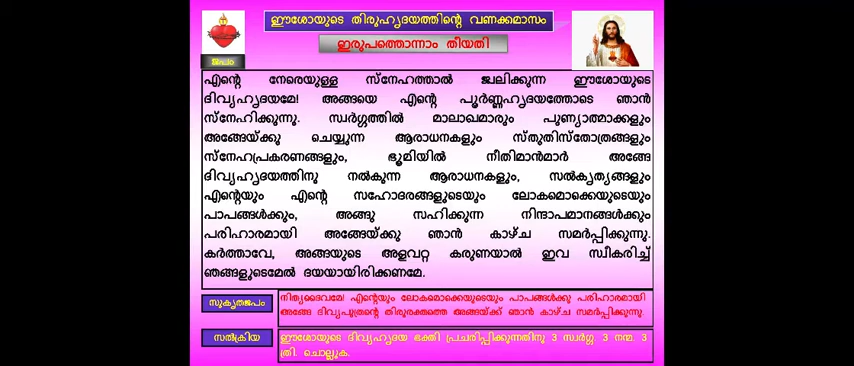 ഈശോയുടെ തിരുഹൃദയത്തിന്റെ വണക്കമാസം
ഇരുപത്തൊന്നാം തീയതി
ജപം
എന്റെ നേരെയുള്ള സ്നേഹത്താൽ ജ്വലിക്കുന്ന ഈശോയുടെ
ദിവ്യഹൃദയമേ! അങ്ങയെ എന്റെ പൂർണ്ണഹൃദയത്തോടെ ഞാൻ
സ്നേഹിക്കുന്നു. സ്വർഗ്ഗത്തിൽ മാലാഖമാരും പുണ്യാത്മാക്കളും
അങ്ങേയ്ക്കു ചെയ്യുന്ന ആരാധനകളും സ്തുതിസ്തോത്രങ്ങളും
സ്നേഹപ്രകരണങ്ങളും, ഭൂമിയിൽ നീതിമാൻമാർ അങ്ങേ
ദിവ്യഹൃദയത്തിനു നൽകുന്ന ആരാധനകളും, സൽകൃത്യങ്ങളും
എന്റെയും എന്റെ സഹോദരങ്ങളുടെയും ലോകമൊക്കെയുടെയും
പാപങ്ങൾക്കും, അങ്ങു സഹിക്കുന്ന നിന്ദാപമാനങ്ങൾക്കും
പരിഹാരമായി അങ്ങേയ്ക്കു ഞാൻ കാഴ്ച സമർപ്പിക്കുന്നു.
കർത്താവേ, അങ്ങയുടെ അളവറ്റ കരുണയാൽ ഇവ സ്വീകരിച്ച്
ഞങ്ങളുടെമേൽ ദയയായിരിക്കണമേ.
സുകൃതജപം
നിത്യദൈവമേ! എന്റെയും ലോകമൊക്കെയുടെയും പാപങ്ങൾക്കു പരിഹാരമായി
അങ്ങേ ദിവ്യപുത്രന്റെ തിരുരക്തത്തെ അങ്ങയ്ക്ക് ഞാൻ കാഴ്ച സമർപ്പിക്കുന്നു.
സൽക്രിയ
ഈശോയുടെ ദിവ്യഹൃദയ ഭക്തി പ്രചരിപ്പിക്കുന്നതിനു 3 സ്വർഗ്ഗ. 3 നന്മ. 3
ത്രി. ചൊല്ലുക.